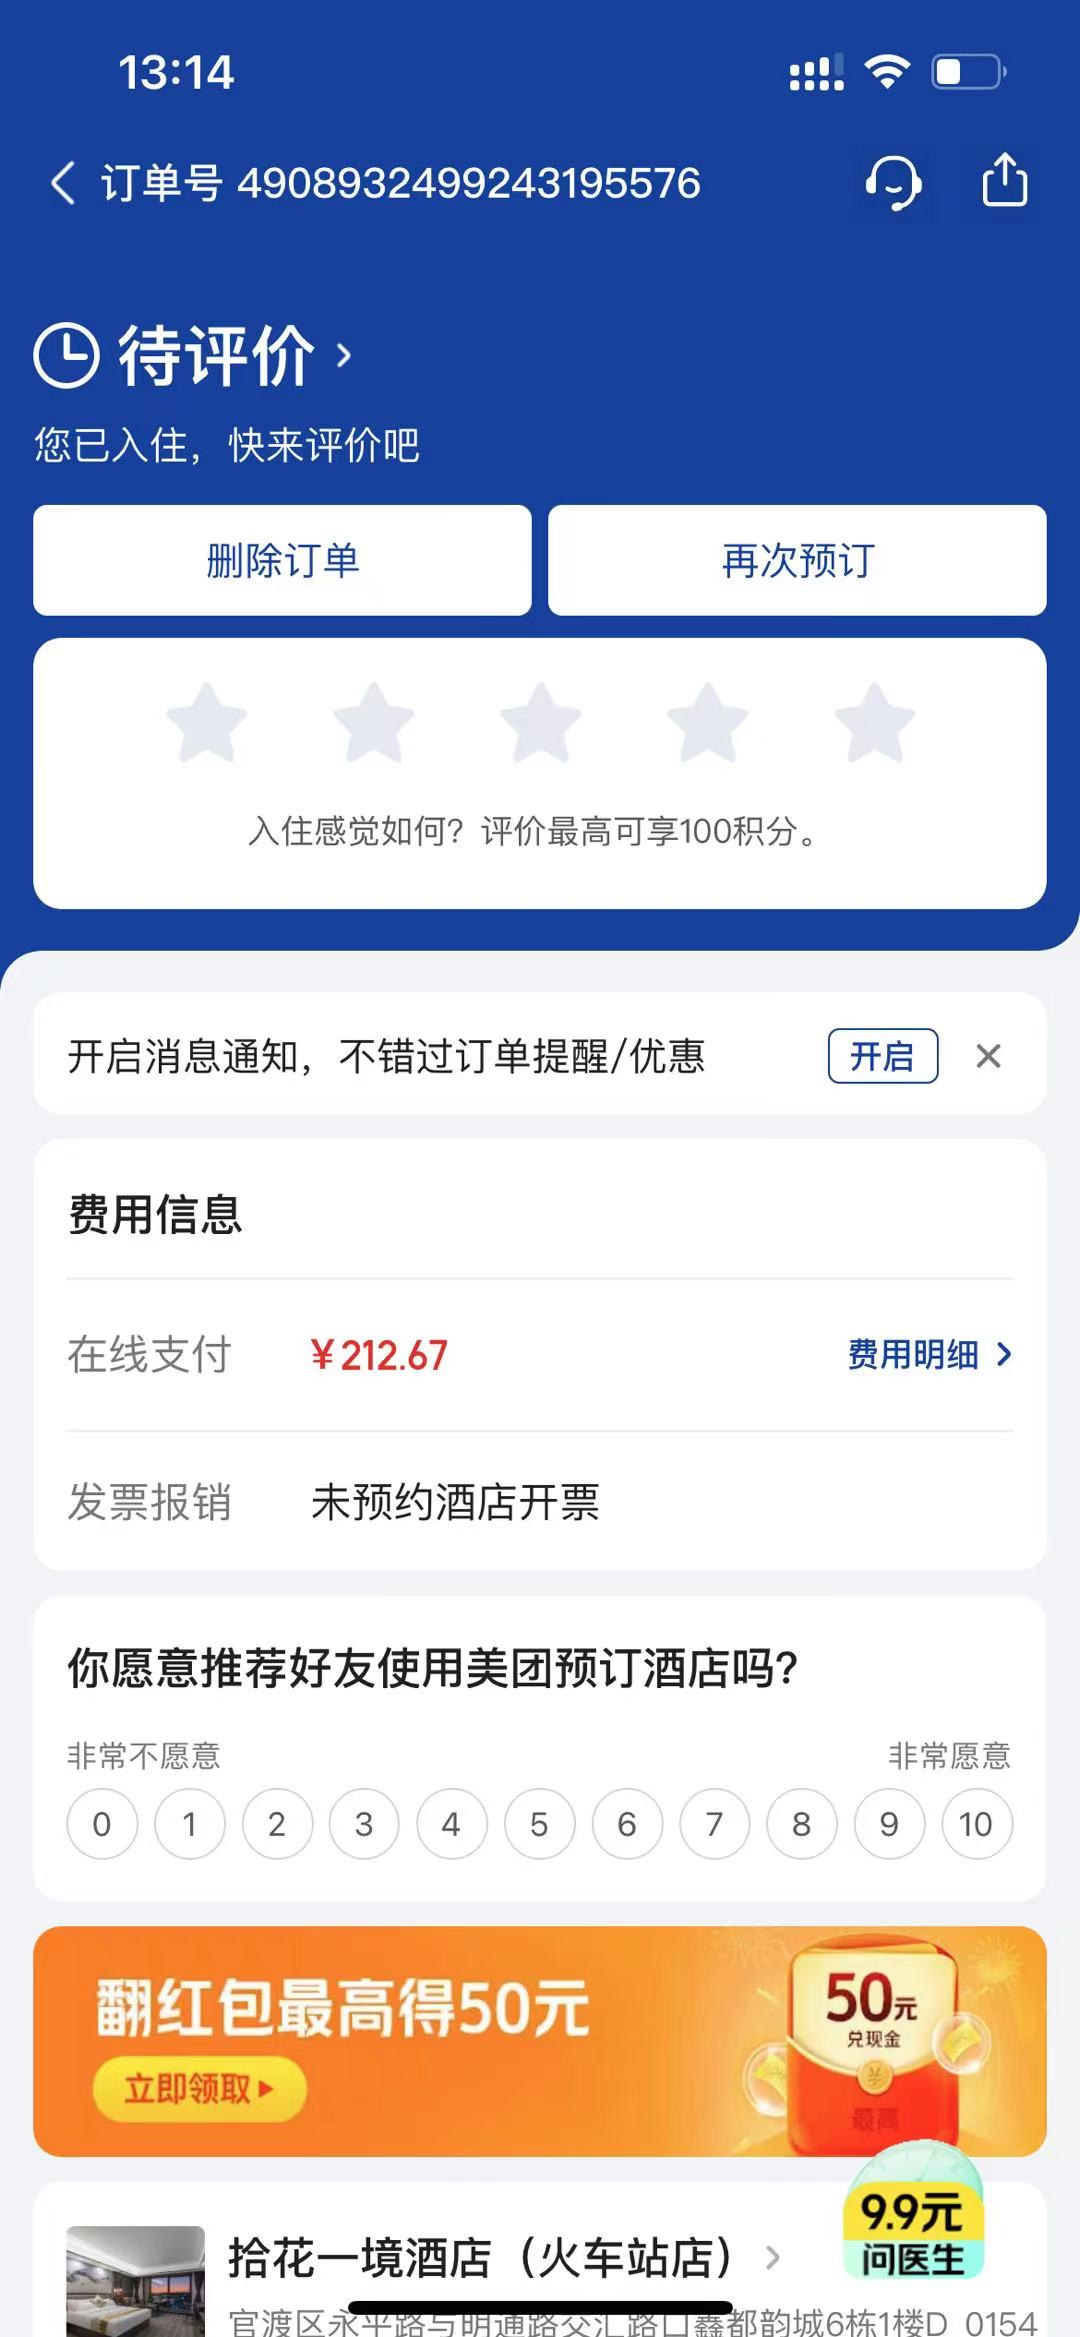 13:14
订单号 4908932499243195576
待评价
您已入住，快来评价吧
删除订单
再次预订
入住感觉如何？评价最高可享100积分。
开启消息通知，不错过订单提醒/优惠
开启
费用信息
在线支付
¥212.67
费用明细
发票报销
未预约酒店开票
你愿意推荐好友使用美团预订酒店吗？
非常不愿意
非常愿意
0 1 2 3 4 5 6 7 8 9 10
翻红包最高得50元
立即领取
50元
兑现金
最高
9.9元
问医生
拾花一境酒店（火车站店）
官渡区永平路与明通路交汇路口鑫都韵城6栋1楼D_0154